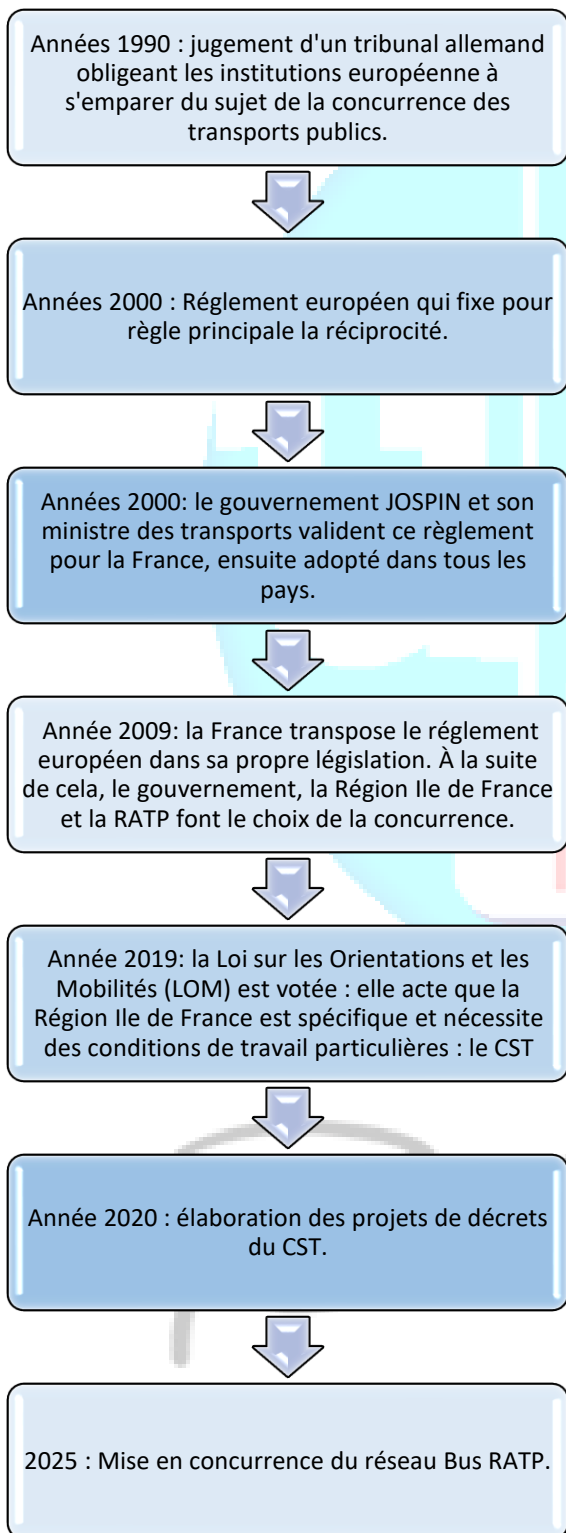 Années 1990 : jugement d'un tribunal allemand
obligeant les institutions européenne à
s'emparer du sujet de la concurrence des
transports publics.
Années 2000 : Réglement européen qui fixe pour
règle principale la réciprocité.
Années 2000: le gouvernement JOSPIN et son
ministre des transports valident ce règlement
pour la France, ensuite adopté dans tous les
pays.
Année 2009: la France transpose le réglement
européen dans sa propre législation. À la suite
de cela, le gouvernement, la Région Ile de France
et la RATP font le choix de la concurrence.
Année 2019: la Loi sur les Orientations et les
Mobilités (LOM) est votée : elle acte que la
Région Ile de France est spécifique et nécessite
des conditions de travail particulières : le CST
Année 2020 : élaboration des projets de décrets
du CST.
2025 : Mise en concurrence du réseau Bus RATP.